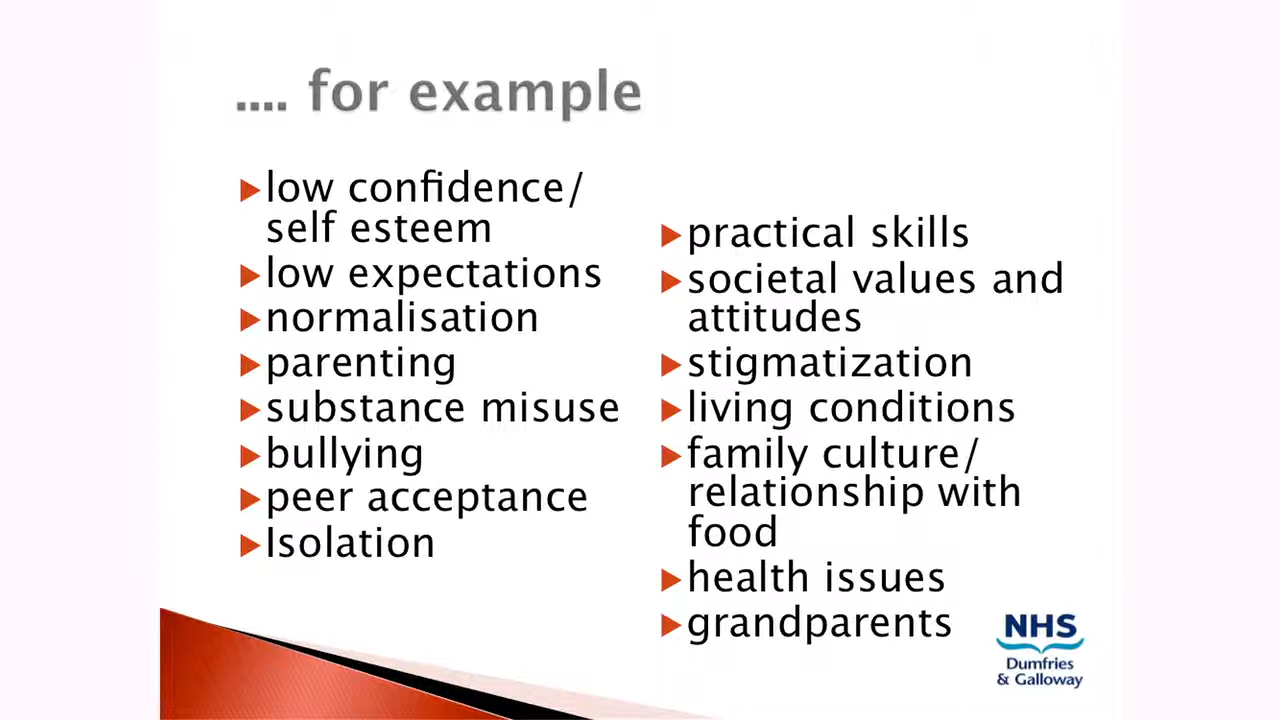 .... for example
low confidence/
self esteem
low expectations
normalisation
parenting
substance misuse
bullying
peer acceptance
Isolation
practical skills
societal values and
attitudes
stigmatization
living conditions
family culture/
relationship with
food
health issues
grandparents
NHS
Dumfries
& Galloway